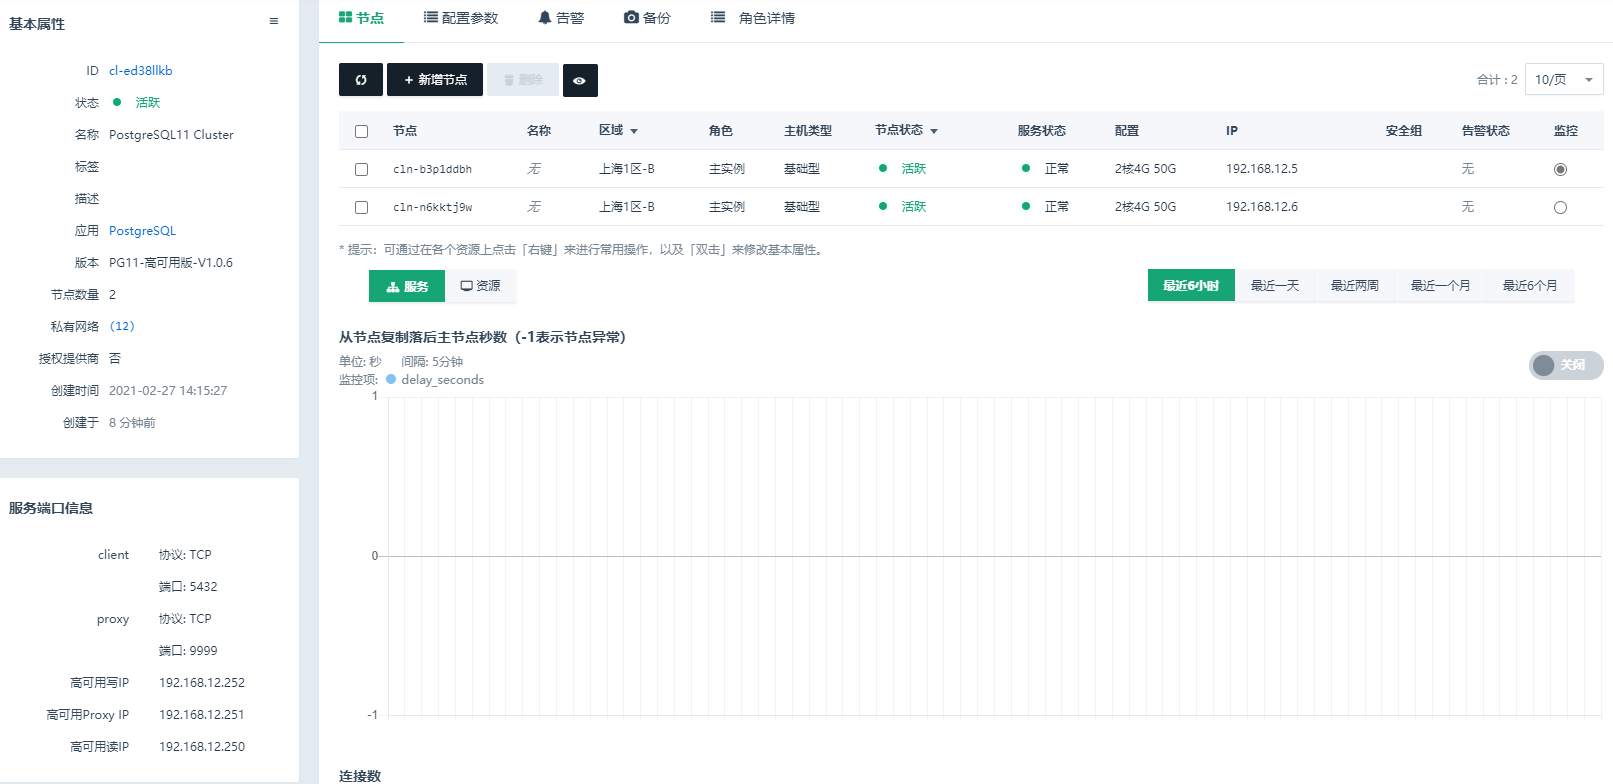 基本属性
ID cl-ed38llkb
状态 活跃
名称 PostgreSQL11 Cluster
标签
描述
应用 PostgreSQL
版本 PG11-高可用版-V1.0.6
节点数量 2
私有网络 (12)
授权提供商 否
创建时间 2021-02-27 14:15:27
创建于 8 分钟前
服务端口信息
client 协议: TCP
端口: 5432
proxy 协议: TCP
端口: 9999
高可用写IP 192.168.12.252
高可用Proxy IP 192.168.12.251
高可用读IP 192.168.12.250
节点 配置参数 告警 备份 角色详情
+ 新增节点 删除 合计 : 2 10/页
节点 名称 区域 角色 主机类型 节点状态 服务状态 配置 IP 安全组 告警状态 监控
cln-b3p1ddbh 无 上海1区-B 主实例 基础型 活跃 正常 2核4G 50G 192.168.12.5 无
cln-n6kktj9w 无 上海1区-B 主实例 基础型 活跃 正常 2核4G 50G 192.168.12.6 无
* 提示：可通过在各个资源上点击「右键」来进行常用操作，以及「双击」来修改基本属性。
服务 资源 最近6小时 最近一天 最近两周 最近一个月 最近6个月
从节点复制落后主节点秒数（-1表示节点异常）
单位: 秒 间隔: 5分钟
关闭
监控项: delay_seconds
1
0
-1
连接数